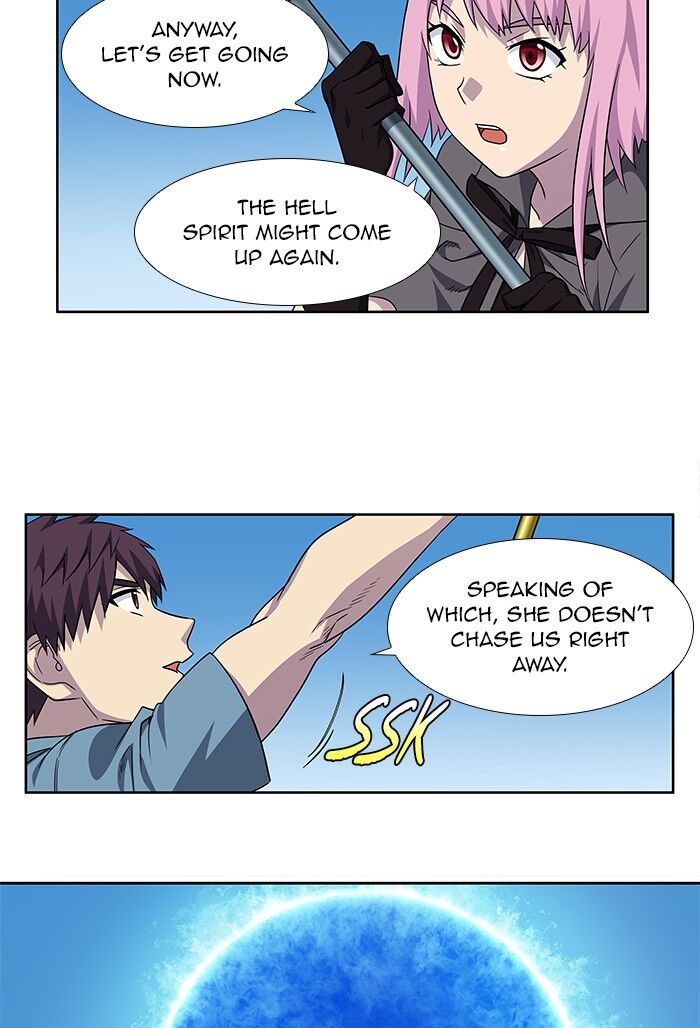 ANYWAY,
LET'S GET GOING
NOW.
THE HELL
SPIRIT MIGHT COME
UP AGAIN.
SPEAKING OF
WHICH, SHE DOESN'T
CHASE US RIGHT
AWAY.
SSK